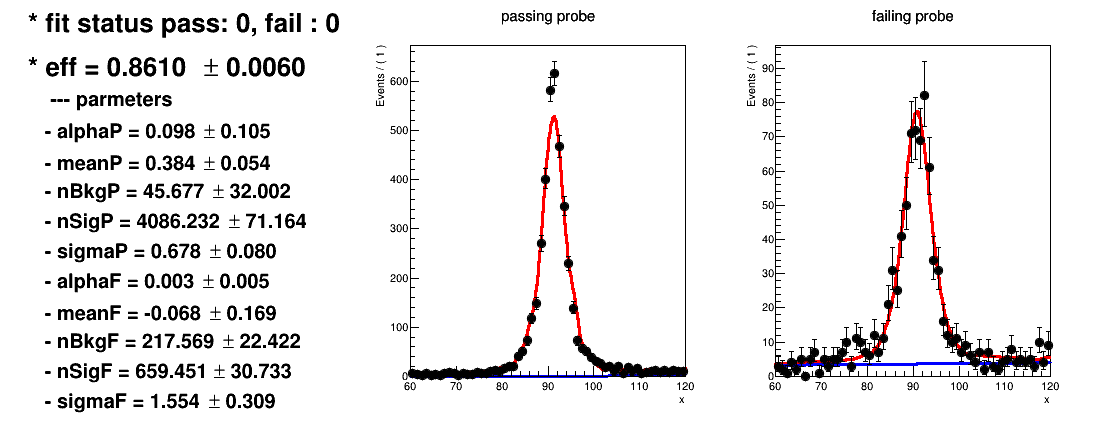 * fit status pass: 0, fail : 0
* eff = 0.8610 ± 0.0060
--- parmeters
- alphaP = 0.098 ± 0.105
- meanP = 0.384 ± 0.054
- nBkgP = 45.677 ± 32.002
- nSigP = 4086.232 ± 71.164
- sigmaP = 0.678 ± 0.080
- alphaF = 0.003 ± 0.005
- meanF = -0.068 ± 0.169
- nBkgF = 217.569 ± 22.422
- nSigF = 659.451 ± 30.733
- sigmaF = 1.554 ± 0.309
passing probe
Events / ( 1 )
600
500
400
300
200
100
0
60 70 80 90 100 110 120
x
failing probe
Events / ( 1 )
90
80
70
60
50
40
30
20
10
0
60 70 80 90 100 110 120
x